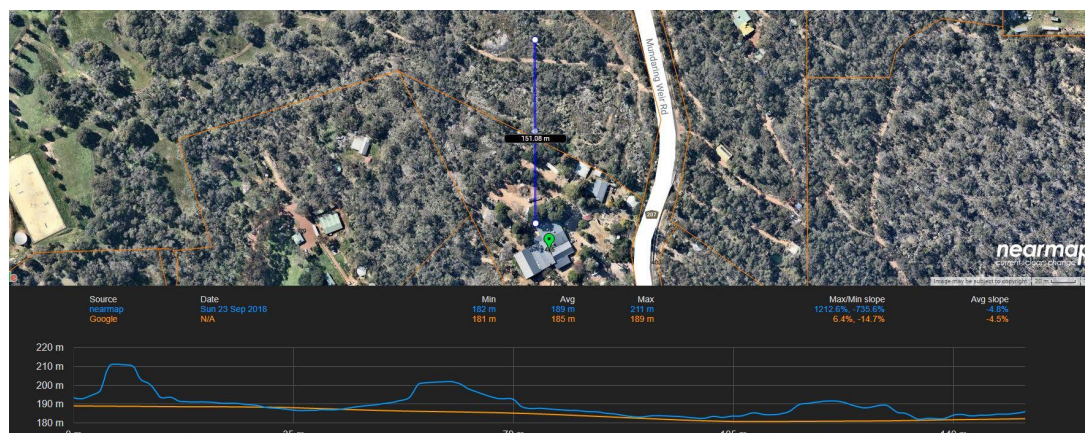 Mundaring Weir Rd
151.08 m
207
nearmap
current clear change
Image may be subject to copyright 20 m
Source Date Min Avg Max Max/Min slope Avg slope
nearmap Sun 23 Sep 2018 182 m 189 m 211 m 1212.6%, -735.6% -4.8%
Google N/A 181 m 185 m 189 m 6.4%, -14.7% -4.5%
220 m
210 m
200 m
190 m
180 m